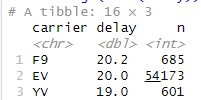 # A tibble: 16 × 3
carrier delay n
<chr> <dbl> <int>
1 F9 20.2 685
2 EV 20.0 54173
3 YV 19.0 601